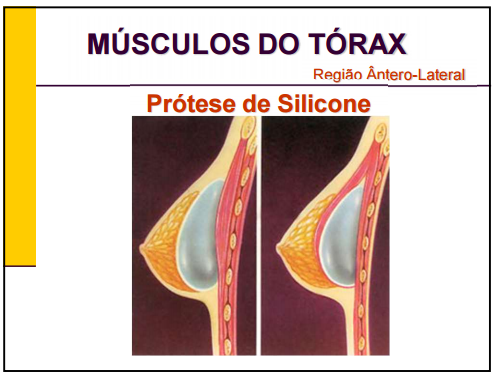 MÚSCULOS DO TÓRAX
Região Ântero-Lateral
Prótese de Silicone